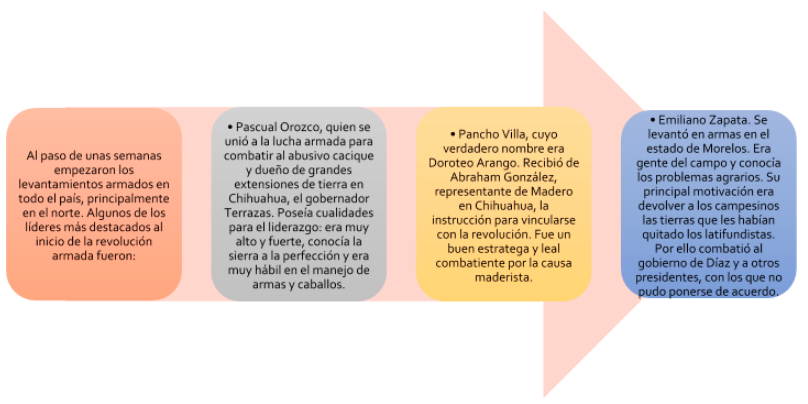 Al paso de unas semanas
empezaron los
levantamientos armados en
todo el país, principalmente
en el norte. Algunos de los
líderes más destacados al
inicio de la revolución
armada fueron:
• Pascual Orozco, quien se
unió a la lucha armada para
combatir al abusivo cacique
y dueño de grandes
extensiones de tierra en
Chihuahua, el gobernador
Terrazas. Poseía cualidades
para el liderazgo: era muy
alto y fuerte, conocía la
sierra a la perfección y era
muy hábil en el manejo de
armas y caballos.
• Pancho Villa, cuyo
verdadero nombre era
Doroteo Arango. Recibió de
Abraham González,
representante de Madero
en Chihuahua, la
instrucción para vincularse
con la revolución. Fue un
buen estratega y leal
combatiente por la causa
maderista.
• Emiliano Zapata. Se
levantó en armas en el
estado de Morelos. Era
gente del campo y conocía
los problemas agrarios. Su
principal motivación era
devolver a los campesinos
las tierras que les habían
quitado los latifundistas.
Por ello combatió al
gobierno de Díaz y a otros
presidentes, con los que no
pudo ponerse de acuerdo.